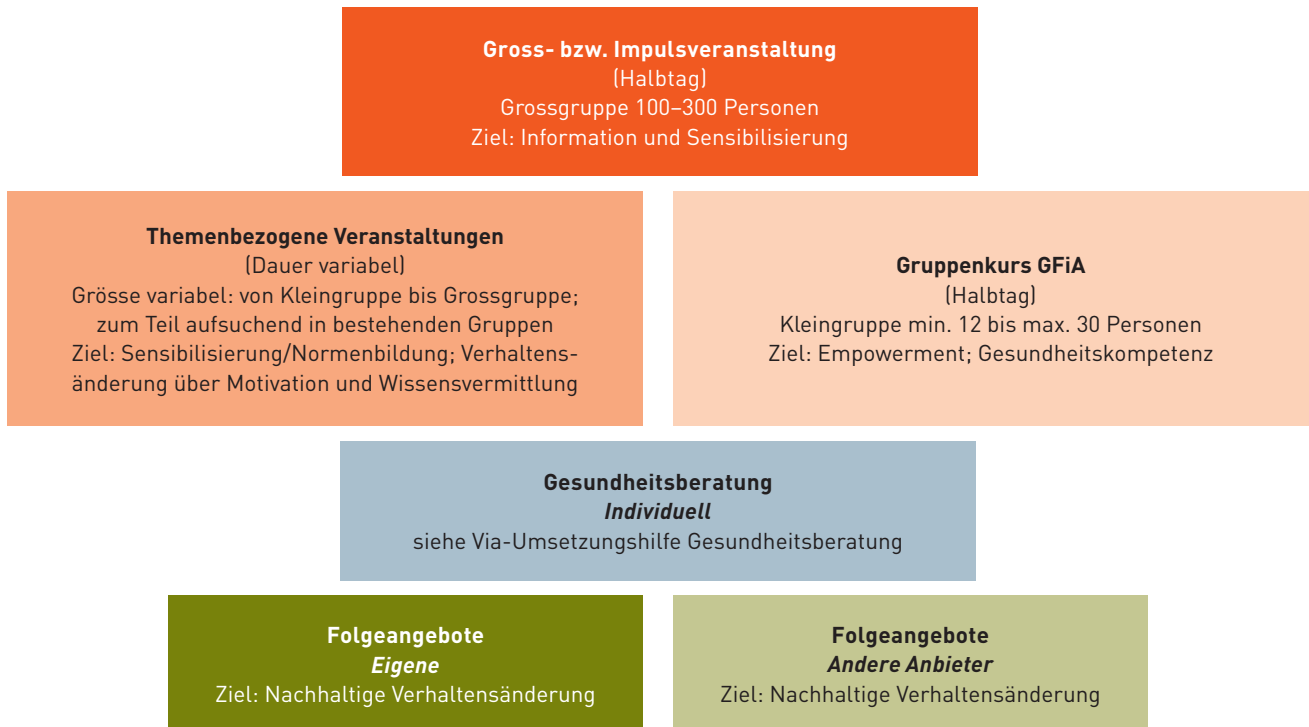 Gross- bzw. Impulsveranstaltung
(Halbtag)
Grossgruppe 100–300 Personen
Ziel: Information und Sensibilisierung
Themenbezogene Veranstaltungen
(Dauer variabel)
Grösse variabel: von Kleingruppe bis Grossgruppe;
zum Teil aufsuchend in bestehenden Gruppen
Ziel: Sensibilisierung/Normenbildung; Verhaltens-
änderung über Motivation und Wissensvermittlung
Gruppenkurs GFiA
(Halbtag)
Kleingruppe min. 12 bis max. 30 Personen
Ziel: Empowerment; Gesundheitskompetenz
Gesundheitsberatung
Individuell
siehe Via-Umsetzungshilfe Gesundheitsberatung
Folgeangebote
Eigene
Ziel: Nachhaltige Verhaltensänderung
Folgeangebote
Andere Anbieter
Ziel: Nachhaltige Verhaltensänderung